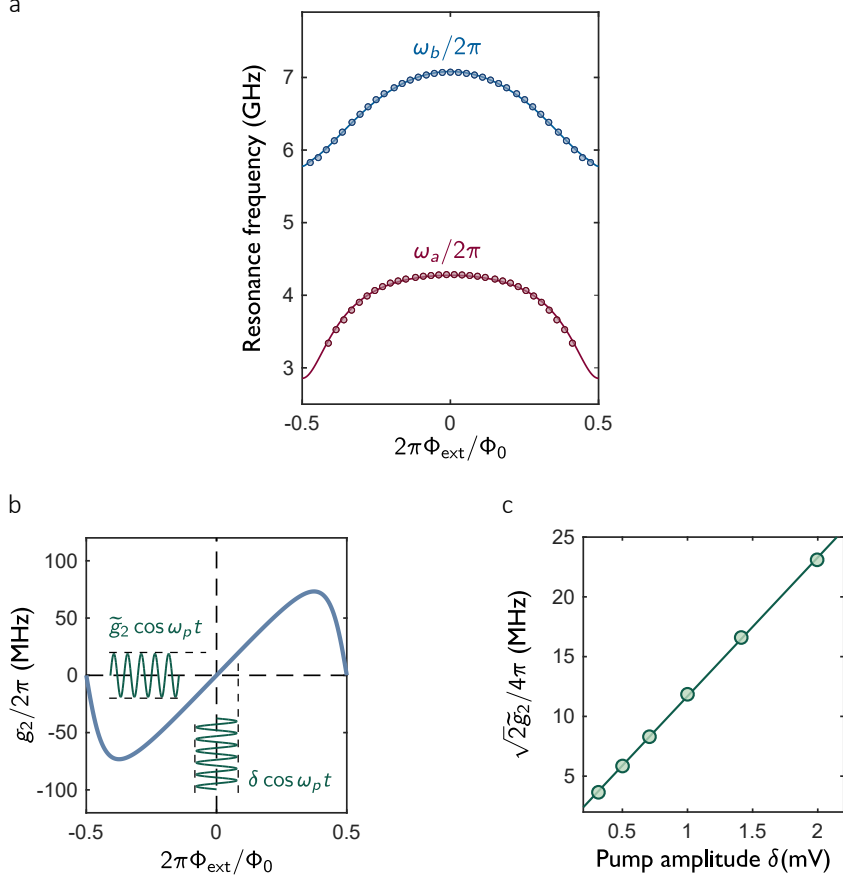 a
ω_b/2π
ω_a/2π
Resonance frequency (GHz)
7
6
5
4
3
-0.5
0
0.5
2πΦ_ext/Φ_0
b
g_2/2π (MHz)
100
50
0
-50
-100
g̃_2 cos ω_p t
δ cos ω_p t
-0.5
0
0.5
2πΦ_ext/Φ_0
c
√2g̃_2/4π (MHz)
25
20
15
10
5
0.5
1
1.5
2
Pump amplitude δ(mV)